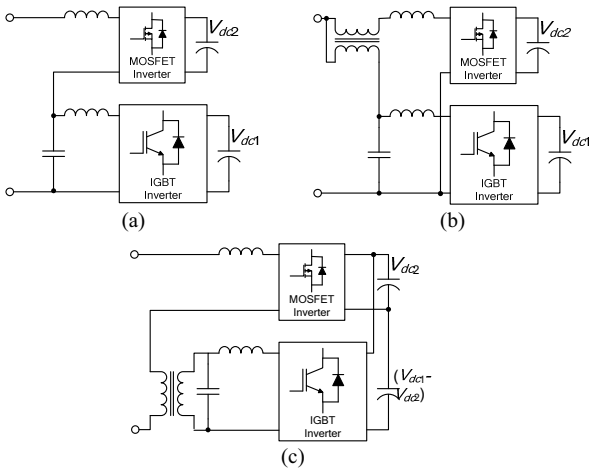 Vdc2
MOSFET
Inverter
Vdc1
IGBT
Inverter
(a)
Vdc2
MOSFET
Inverter
Vdc1
IGBT
Inverter
(b)
Vdc2
MOSFET
Inverter
(Vdc1-
Vdc2)
IGBT
Inverter
(c)